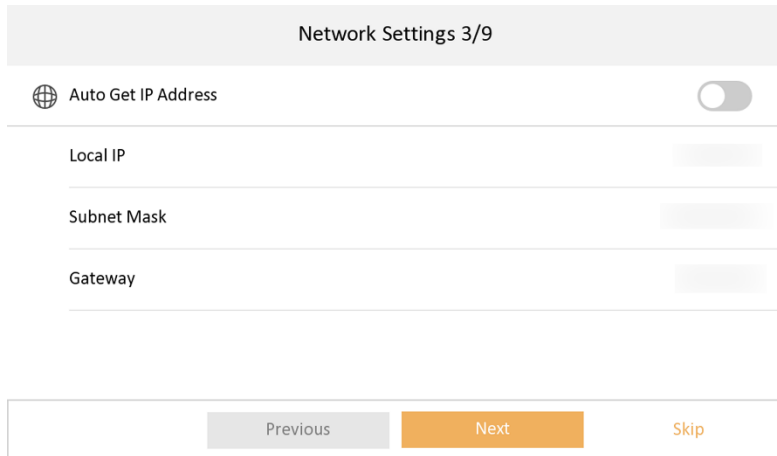 Network Settings 3/9
Auto Get IP Address
Local IP
Subnet Mask
Gateway
Previous Next Skip